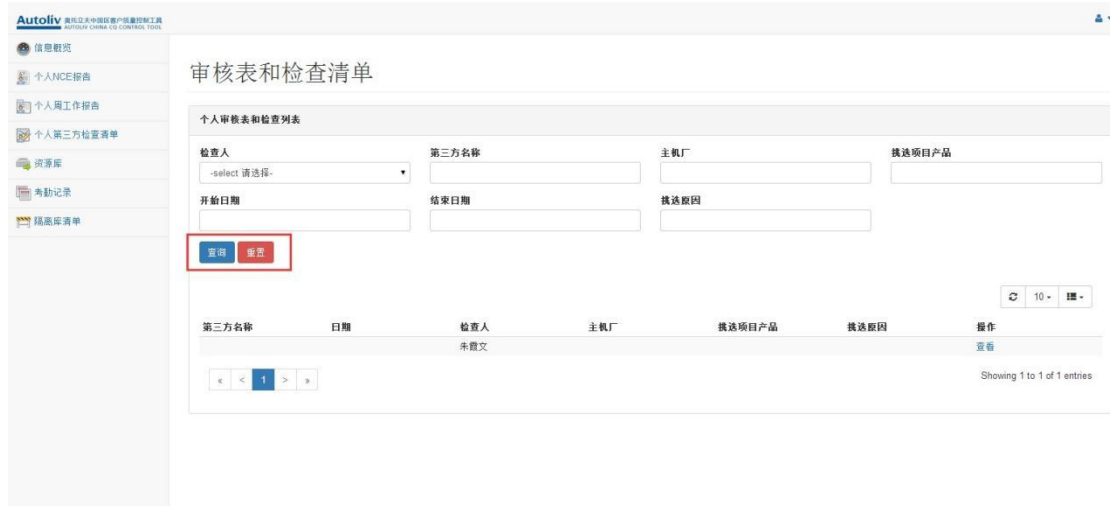 Autoliv 奥托立夫中国区客户质量控制工具
AUTOLIV CHINA CQ CONTROL TOOL
信息概览
个人NCE报告
个人周工作报告
个人第三方检查清单
资源库
考勤记录
隔离库清单
审核表和检查清单
个人审核表和检查列表
检查人 第三方名称 主机厂 挑选项目产品
-select 请选择-
开始日期 结束日期 挑选原因
查询 重置
10
第三方名称 日期 检查人 主机厂 挑选项目产品 挑选原因 操作
朱霞文 查看
« < 1 > »
Showing 1 to 1 of 1 entries